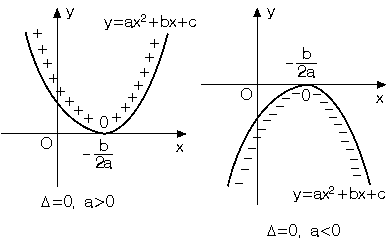 y
y=ax²+bx+c
+ + + + + + + + + + + + + +
0
O
x
-b/2a
Δ=0, a>0
y
-b/2a
O
x
0
− − − − − − − − − − − − − −
y=ax²+bx+c
Δ=0, a<0